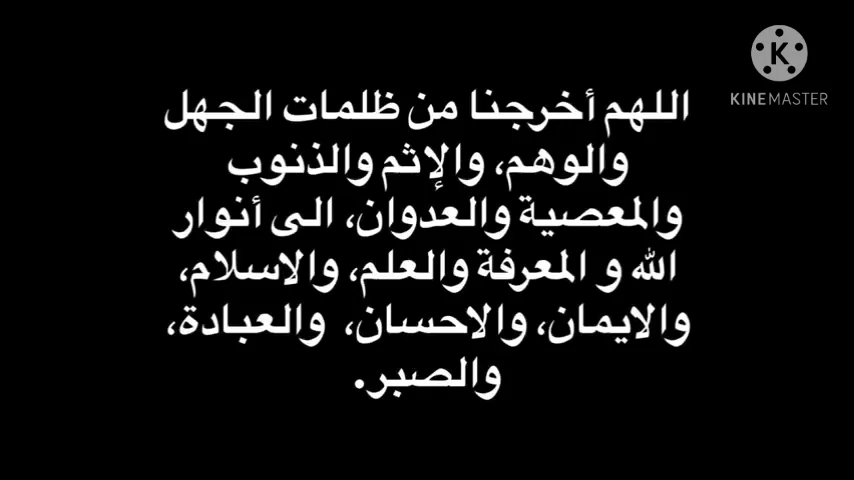 KINEMASTER
اللهم أخرجنا من ظلمات الجهل
والوهم، والإثم والذنوب
والمعصية والعدوان، الى أنوار
الله و المعرفة والعلم، والاسلام،
والايمان، والاحسان، والعبادة،
والصبر.